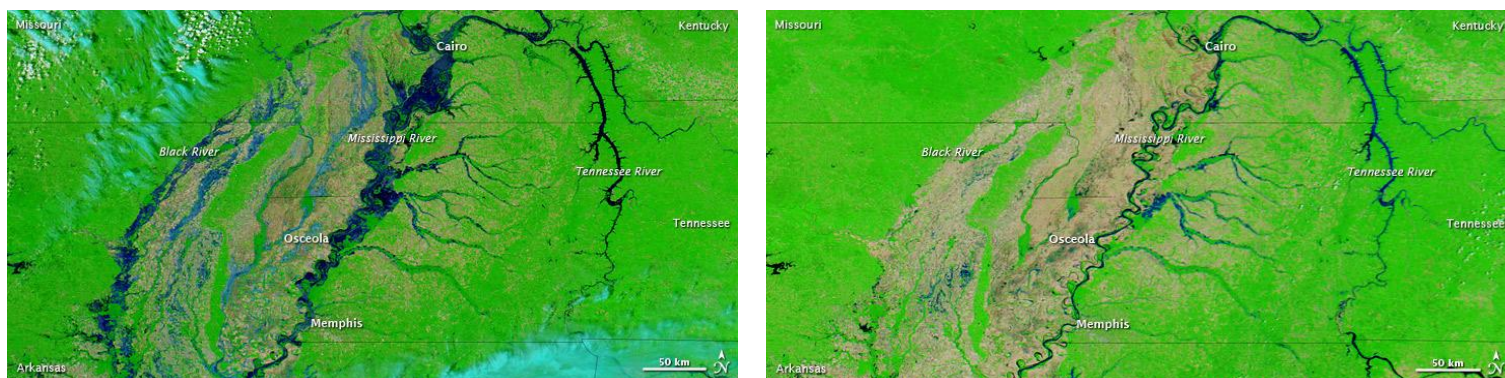 Missouri
Kentucky
Cairo
Mississippi River
Black River
Tennessee River
Tennessee
Osceola
Memphis
Arkansas
50 km
N
Missouri
Kentucky
Cairo
Mississippi River
Black River
Tennessee River
Tennessee
Osceola
Memphis
Arkansas
50 km
N